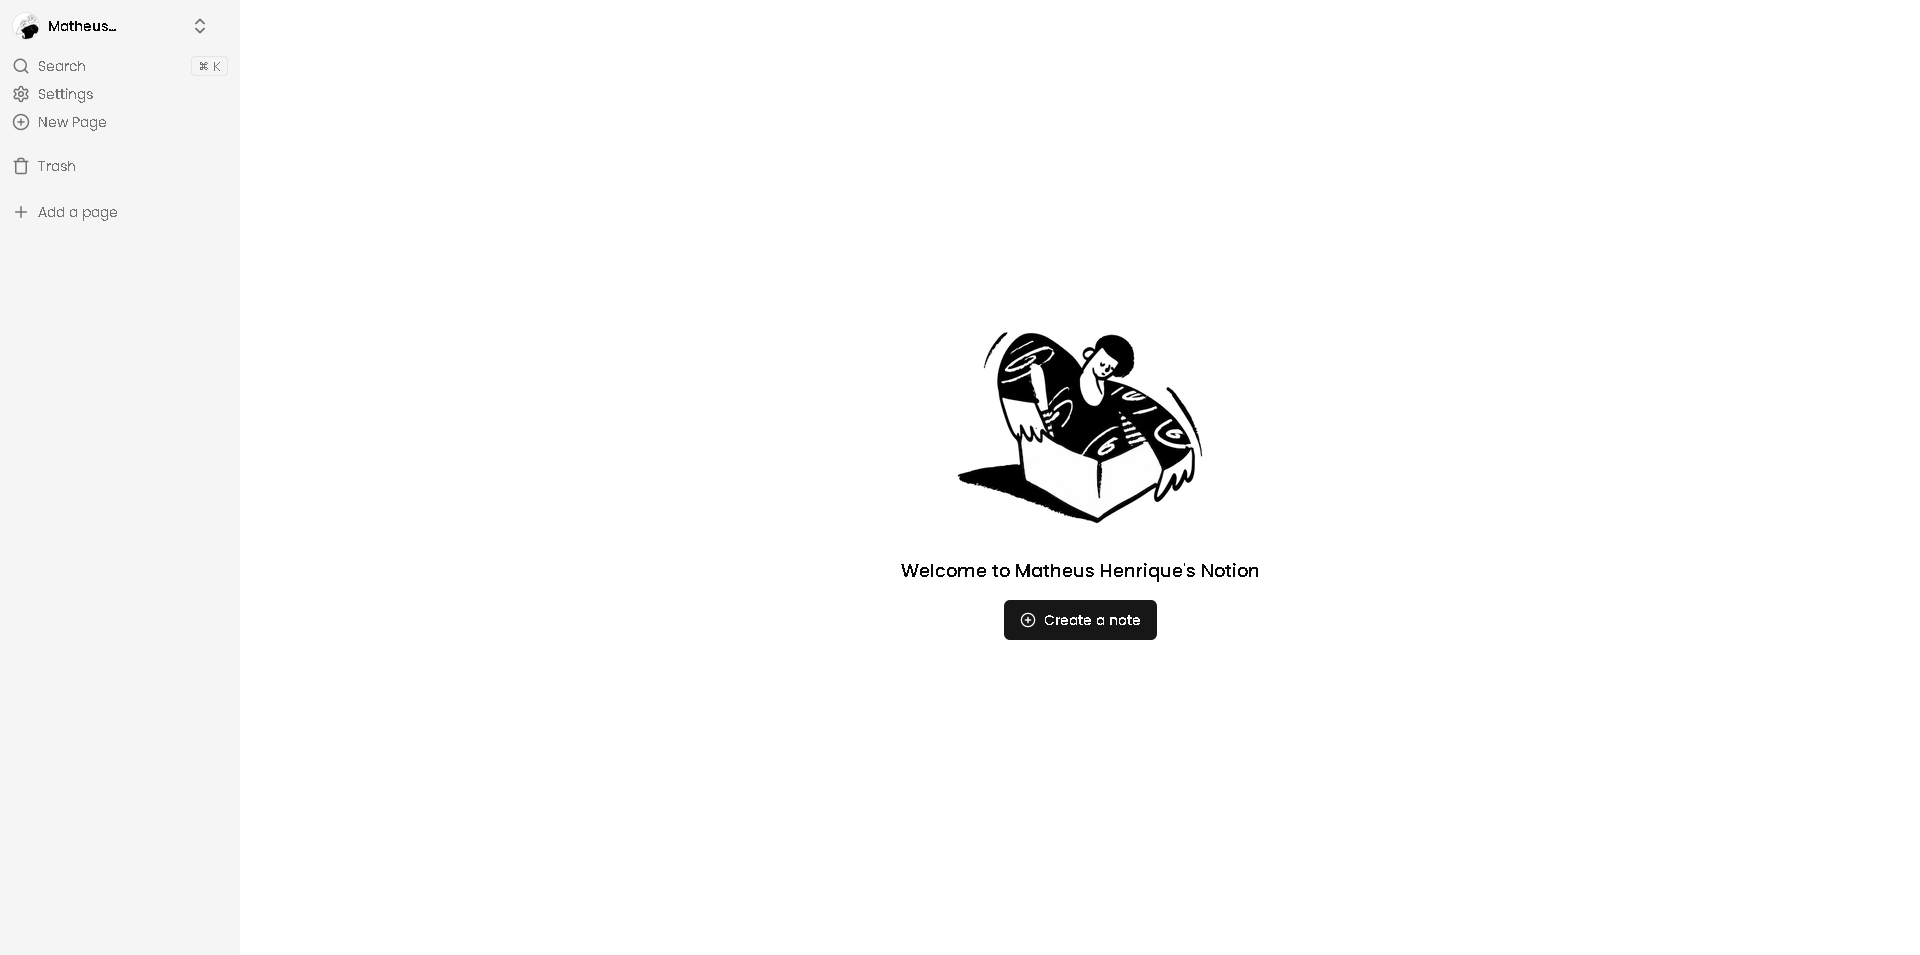 Matheus...
Search ⌘ K
Settings
New Page
Trash
Add a page
Welcome to Matheus Henrique's Notion
Create a note